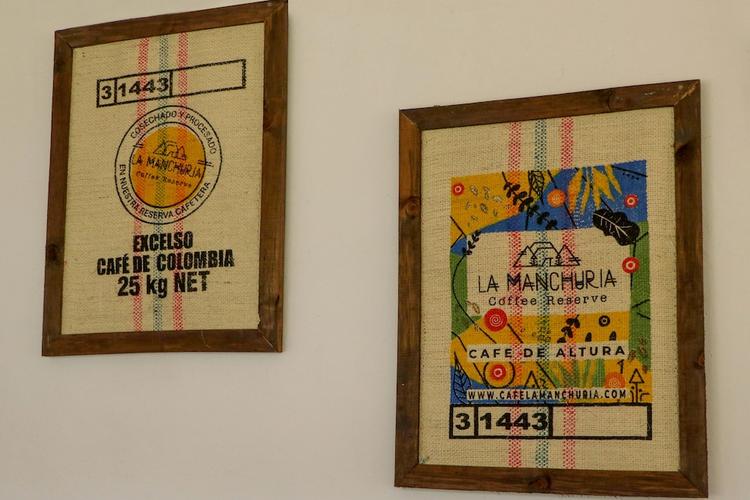 3 1443
COSECHADO Y PROCESADO
LA MANCHURIA
Coffee Reserve
EN NUESTRA RESERVA CAFETERA
EXCELSO
CAFÉ DE COLOMBIA
25 kg NET
LA MANCHURIA
Coffee Reserve
CAFE DE ALTURA
WWW.CAFELAMANCHURIA.COM
3 1443